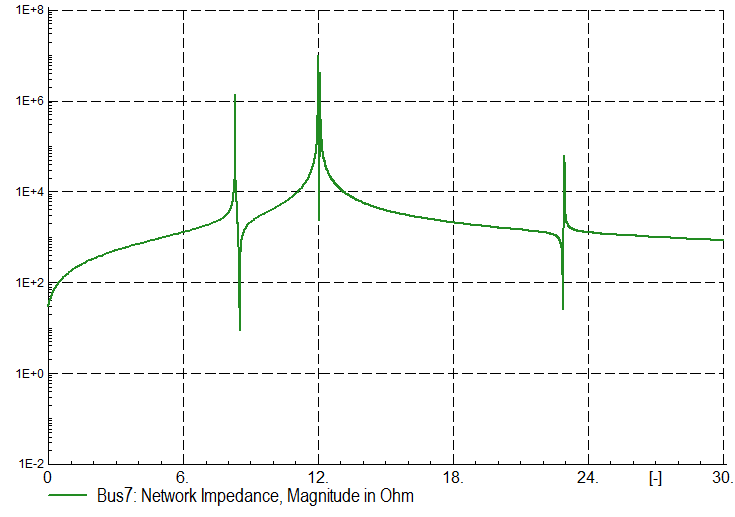 1E+8
1E+6
1E+4
1E+2
1E+0
1E-2
0 6. 12. 18. 24. [-] 30.
Bus7: Network Impedance, Magnitude in Ohm